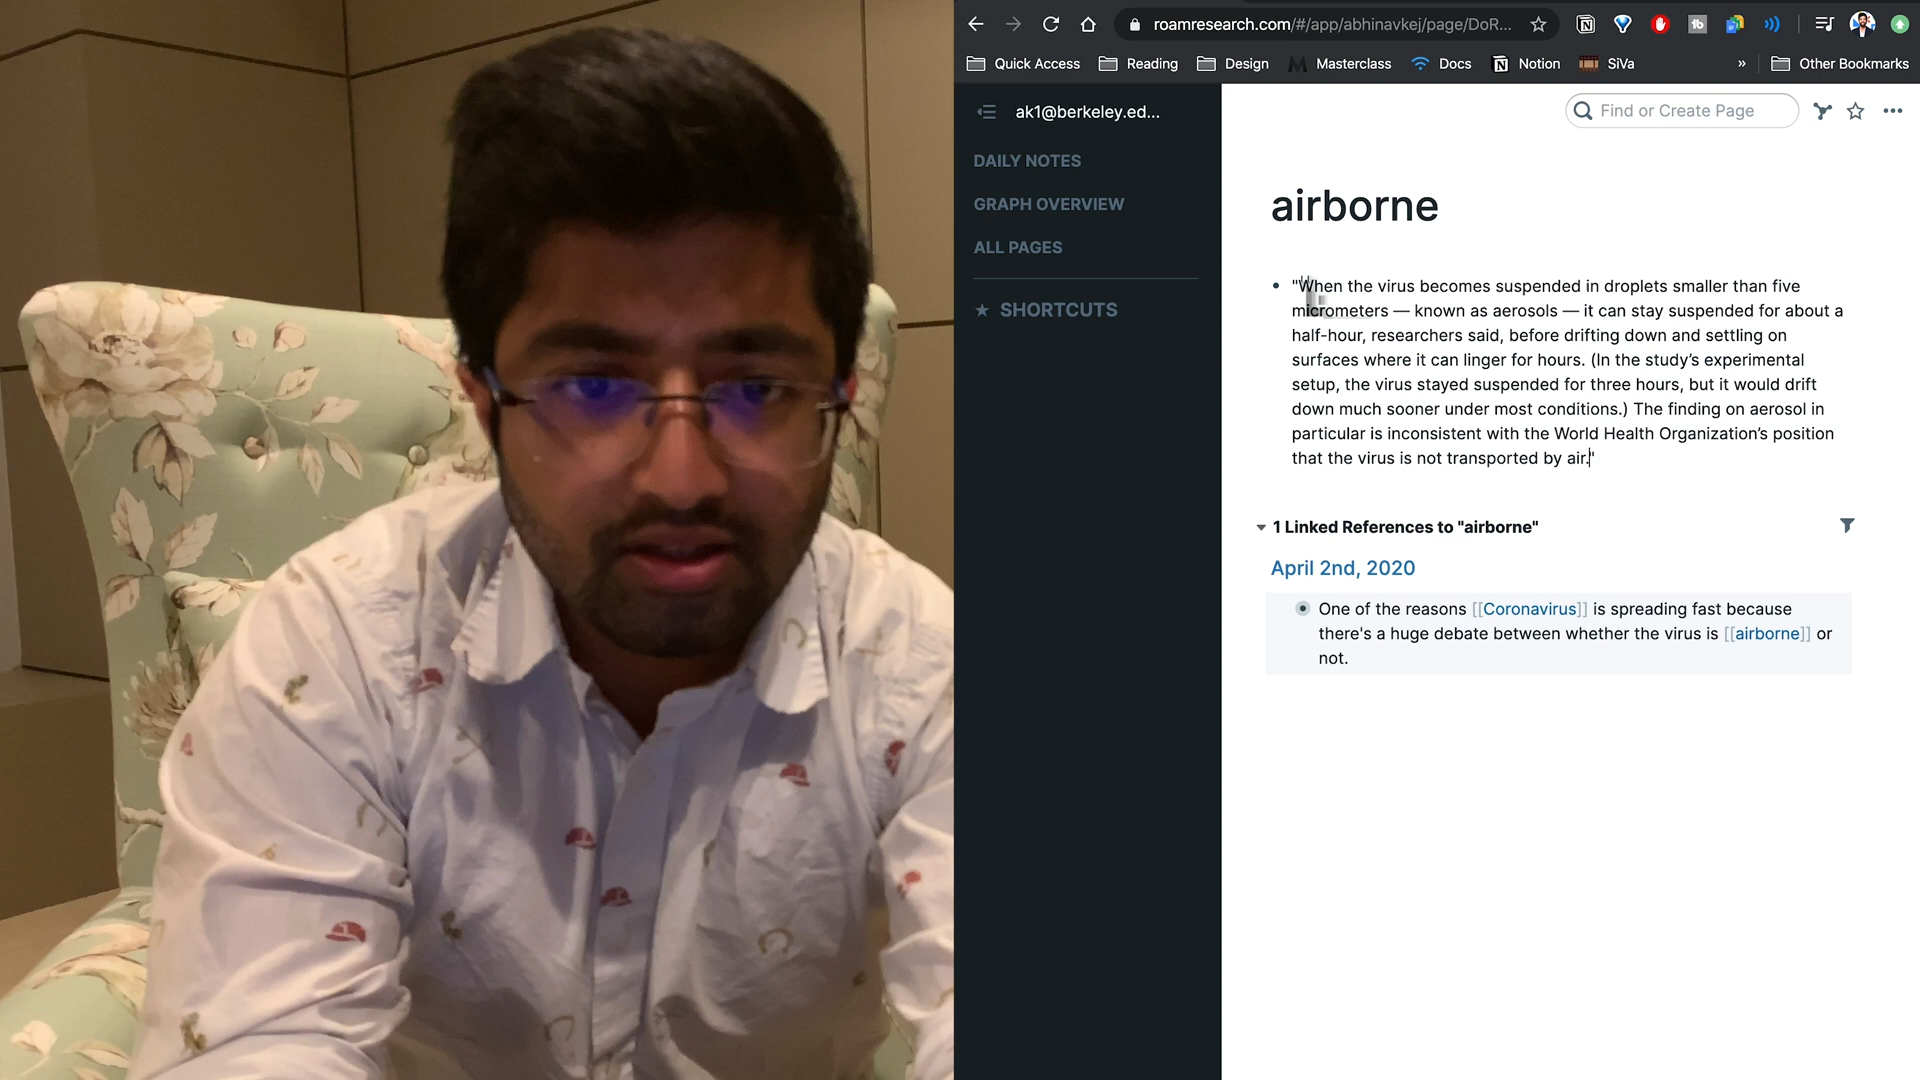 roamresearch.com/#/app/abhinavkej/page/DoR...
Quick Access Reading Design Masterclass Docs Notion SiVa » Other Bookmarks
ak1@berkeley.ed...
Find or Create Page
DAILY NOTES
GRAPH OVERVIEW
ALL PAGES
SHORTCUTS
airborne
"When the virus becomes suspended in droplets smaller than five
micrometers — known as aerosols — it can stay suspended for about a
half-hour, researchers said, before drifting down and settling on
surfaces where it can linger for hours. (In the study's experimental
setup, the virus stayed suspended for three hours, but it would drift
down much sooner under most conditions.) The finding on aerosol in
particular is inconsistent with the World Health Organization's position
that the virus is not transported by air."
1 Linked References to "airborne"
April 2nd, 2020
One of the reasons [[Coronavirus]] is spreading fast because
there's a huge debate between whether the virus is [[airborne]] or
not.